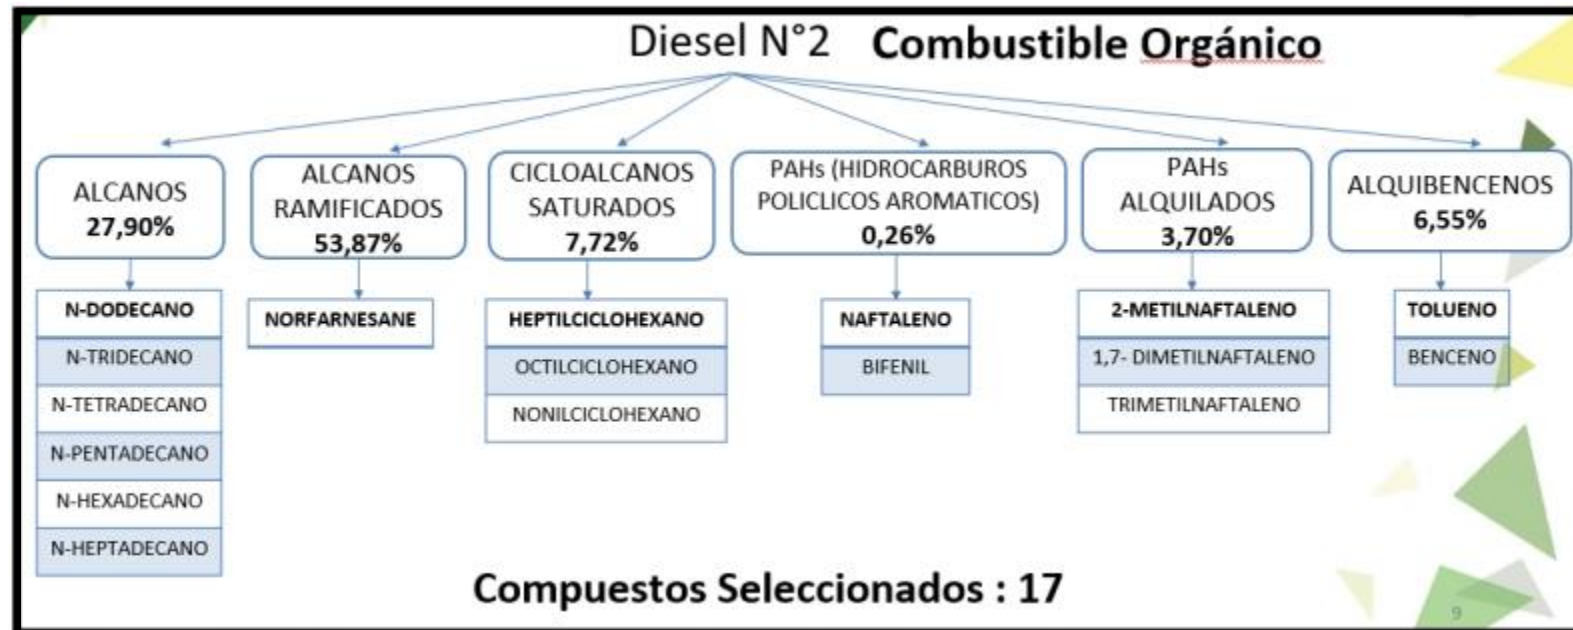 Diesel N°2 Combustible Orgánico
ALCANOS
27,90%
ALCANOS
RAMIFICADOS
53,87%
CICLOALCANOS
SATURADOS
7,72%
PAHs (HIDROCARBUROS
POLICLICOS AROMATICOS)
0,26%
PAHs
ALQUILADOS
3,70%
ALQUIBENCENOS
6,55%
N-DODECANO
N-TRIDECANO
N-TETRADECANO
N-PENTADECANO
N-HEXADECANO
N-HEPTADECANO
NORFARNESANE
HEPTILCICLOHEXANO
OCTILCICLOHEXANO
NONILCICLOHEXANO
NAFTALENO
BIFENIL
2-METILNAFTALENO
1,7- DIMETILNAFTALENO
TRIMETILNAFTALENO
TOLUENO
BENCENO
Compuestos Seleccionados : 17
9